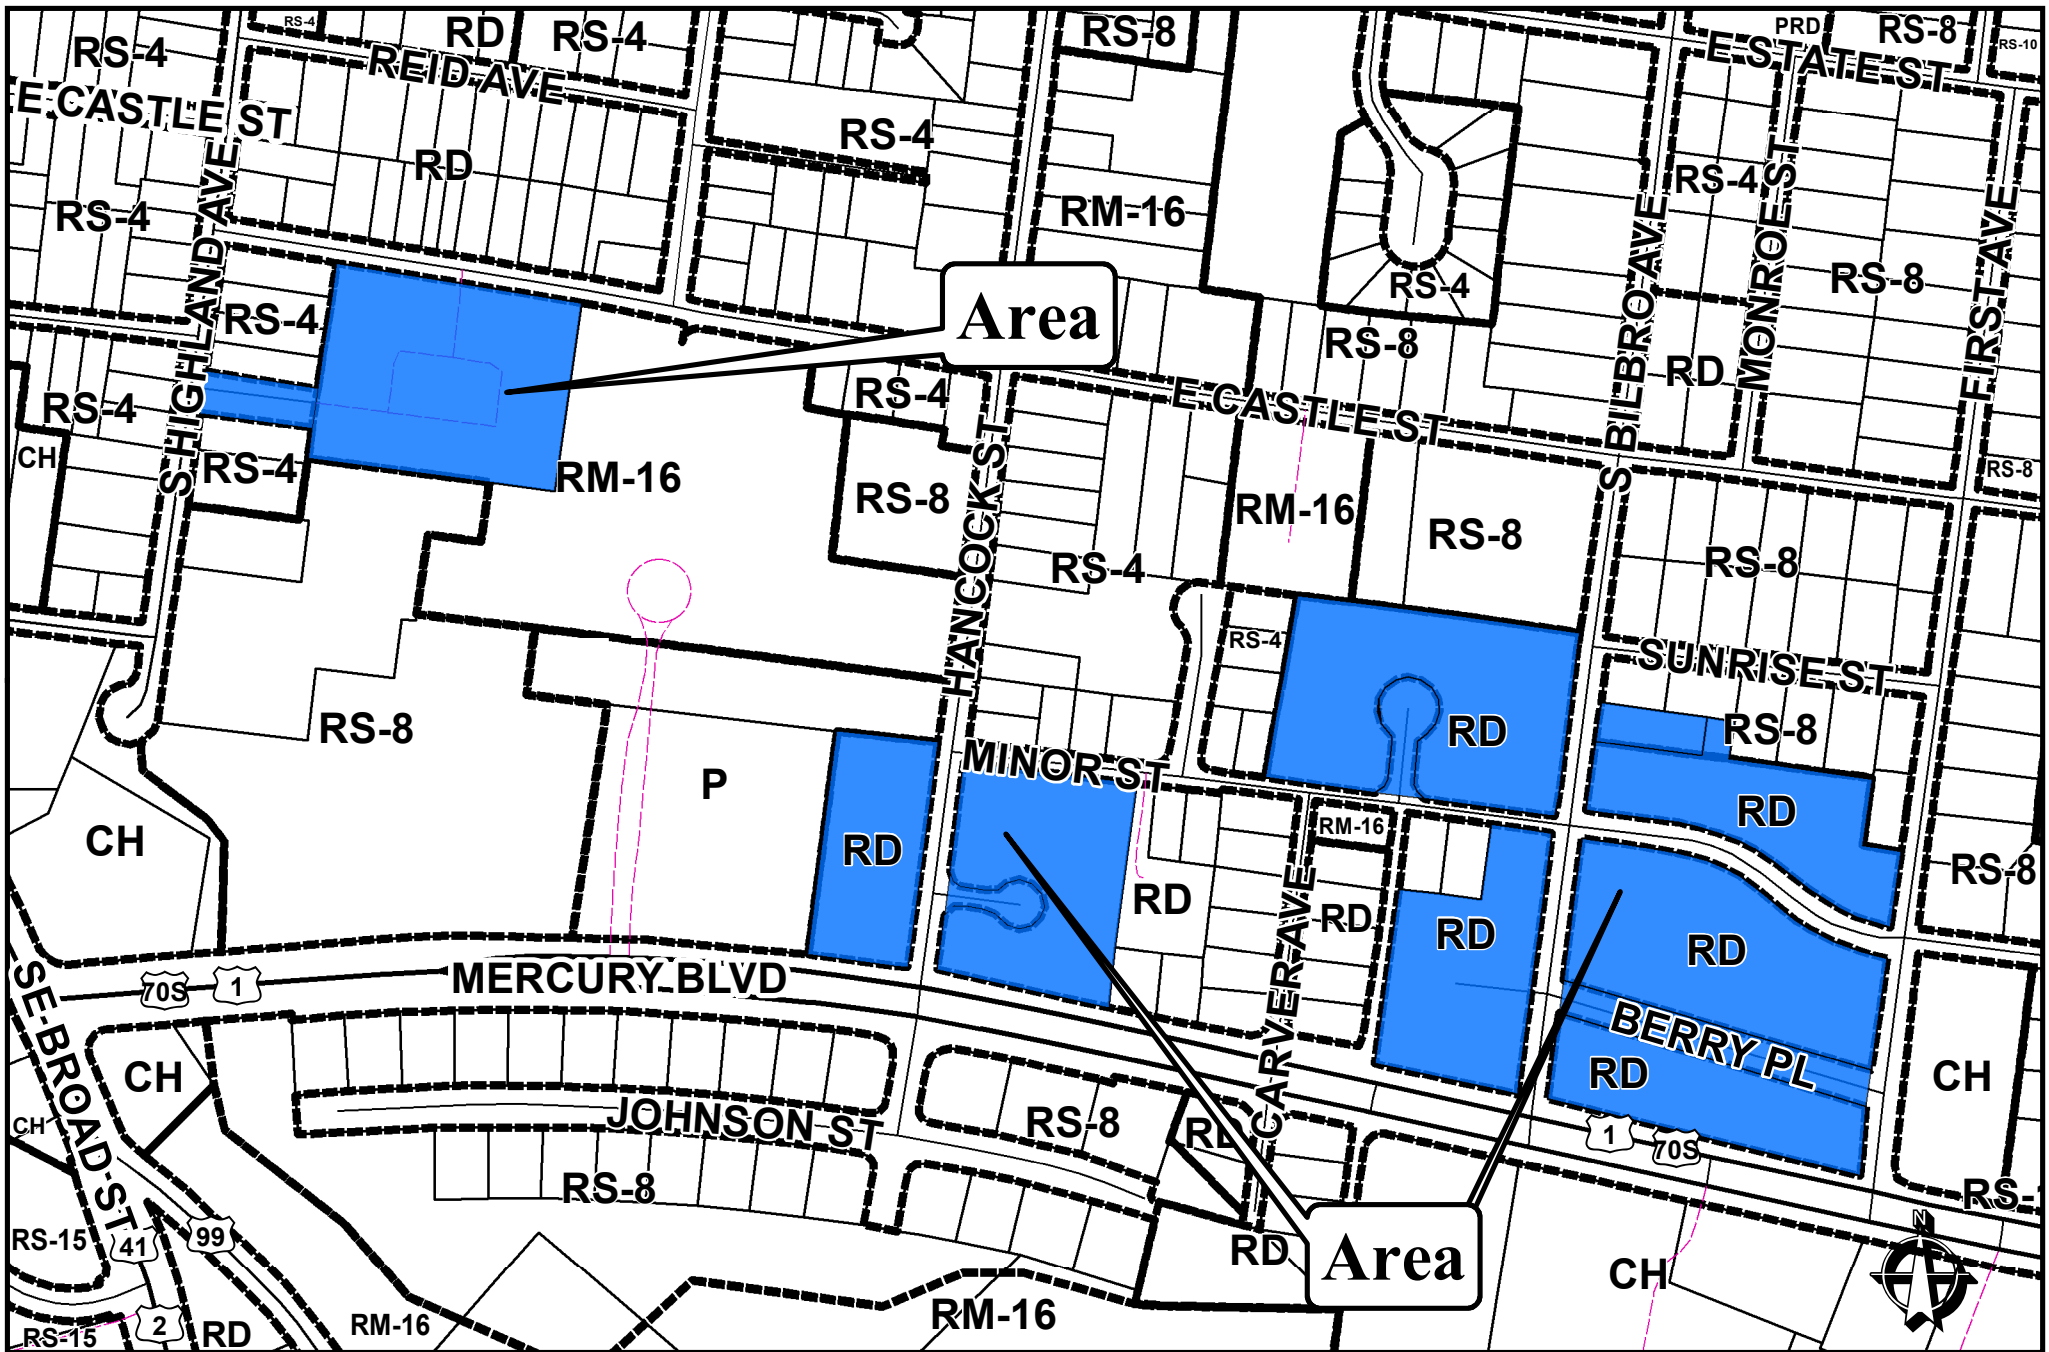 RS-4
RD
RS-4
RS-8
PRD
RS-8
RS-10
RS-4
REID AVE
E STATE ST
E CASTLE ST
RS-4
RD
RS-4
RS-4
RM-16
S HIGHLAND AVE
S BILBRO AVE
MONROE ST
FIRST AVE
RS-8
RS-4
RS-4
Area
RS-8
RD
RS-4
RS-4
E CASTLE ST
CH
RS-4
RM-16
RS-8
HANCOCK ST
RM-16
RS-8
RS-8
RS-4
RS-8
RS-4
SUNRISE ST
RS-8
RD
RS-8
MINOR ST
P
RD
CH
RD
RM-16
RS-8
RD
RD
RD
RD
CARVER AVE
MERCURY BLVD
70S
1
BERRY PL
RD
SE BROAD ST
CH
CH
CH
JOHNSON ST
RS-8
RD
1
70S
RS-8
RS-
RS-15
41
99
RD
Area
CH
N
RM-16
RM-16
2
RD
RS-15